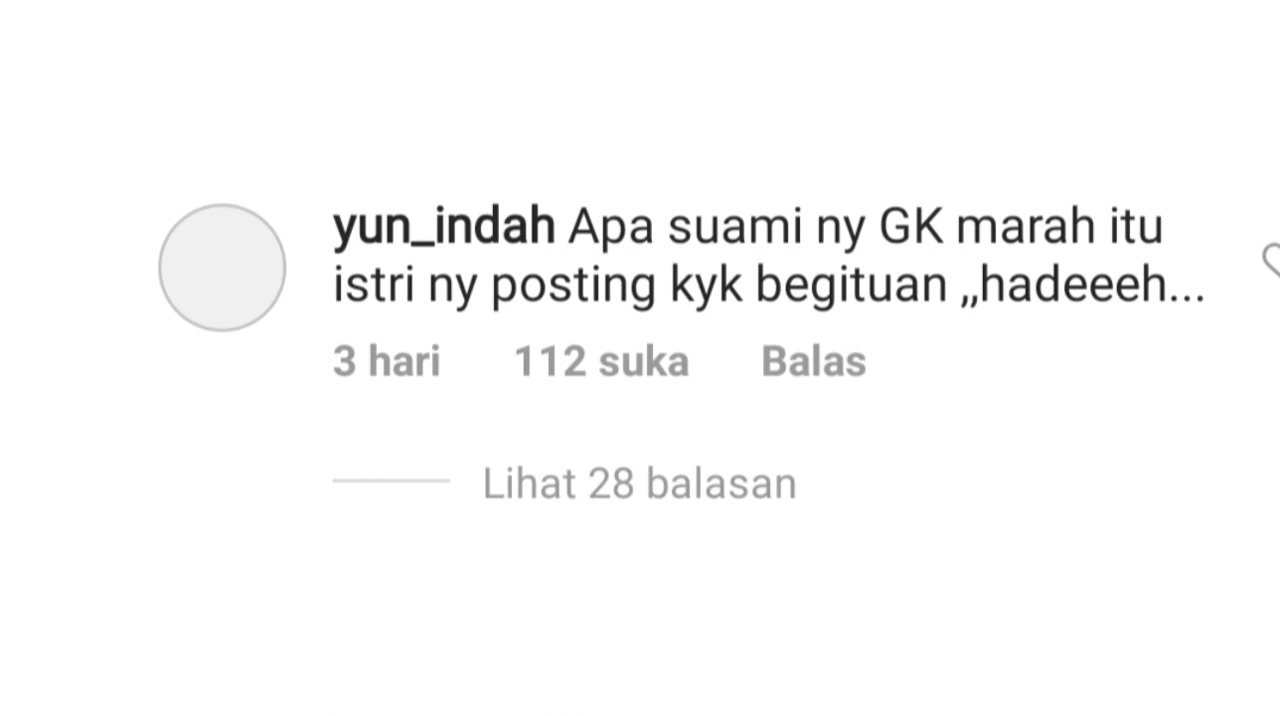 yun_indah Apa suami ny GK marah itu
istri ny posting kyk begituan ,,hadeeeh...
3 hari 112 suka Balas
Lihat 28 balasan